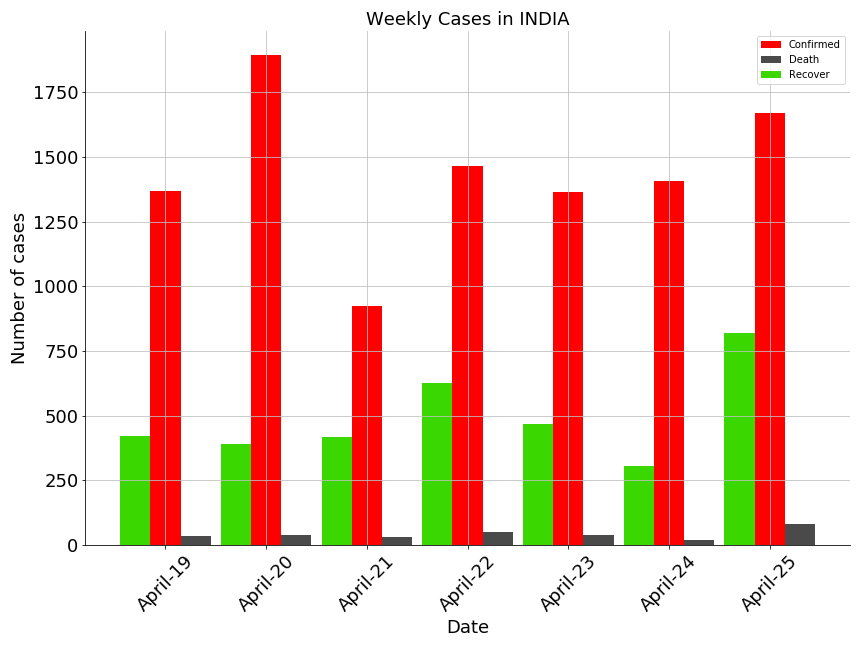 Weekly Cases in INDIA
Confirmed
Death
Recover
Number of cases
1750
1500
1250
1000
750
500
250
0
April-19
April-20
April-21
April-22
April-23
April-24
April-25
Date